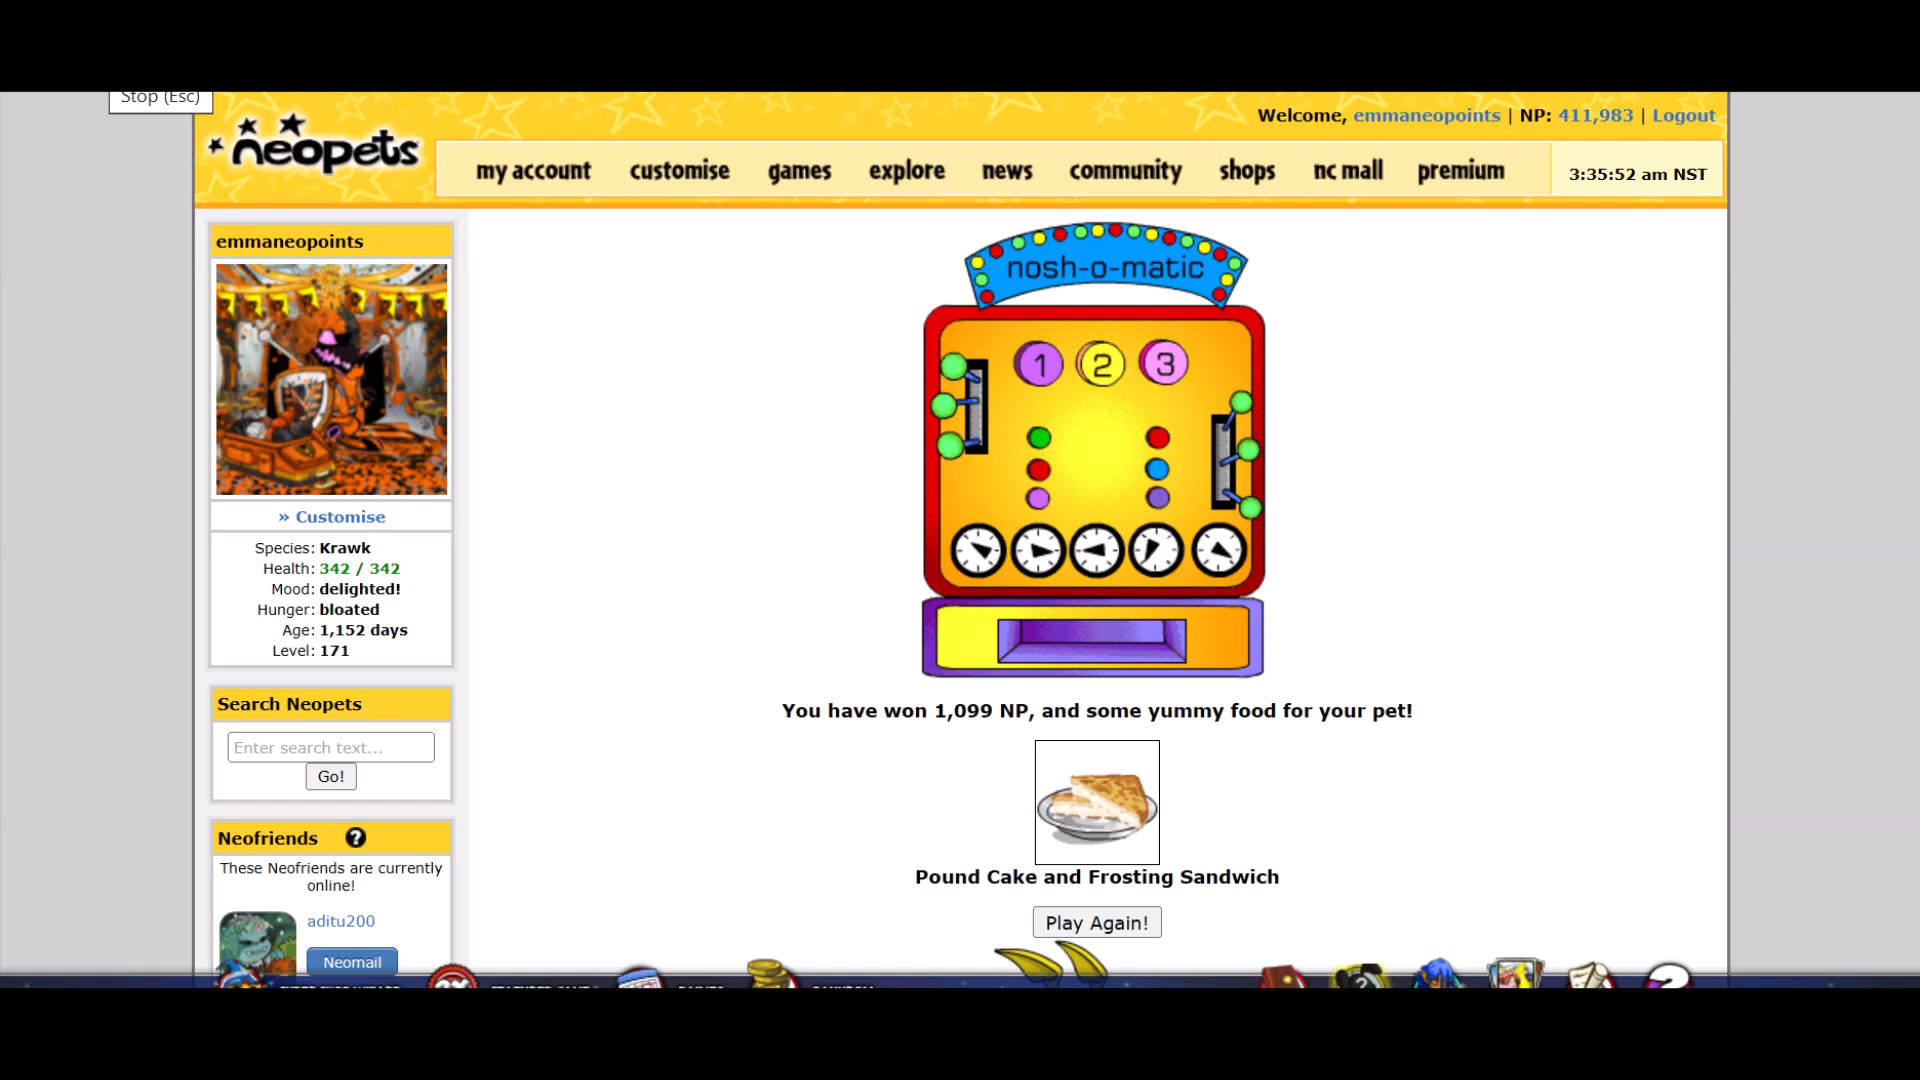 Stop (Esc)
Welcome, emmaneopoints | NP: 411,983 | Logout
neopets
my account customise games explore news community shops nc mall premium 3:35:52 am NST
emmaneopoints
» Customise
Species: Krawk
Health: 342 / 342
Mood: delighted!
Hunger: bloated
Age: 1,152 days
Level: 171
Search Neopets
Enter search text...
Go!
Neofriends ?
These Neofriends are currently
online!
aditu200
Neomail
nosh-o-matic
1 2 3
You have won 1,099 NP, and some yummy food for your pet!
Pound Cake and Frosting Sandwich
Play Again!